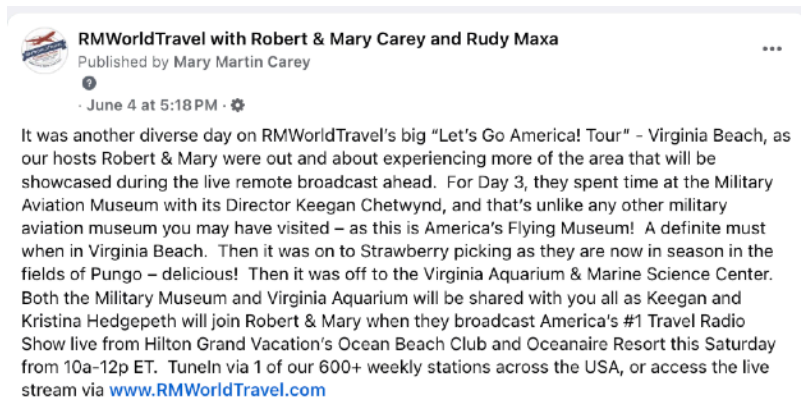 RMWorldTravel with Robert & Mary Carey and Rudy Maxa
Published by Mary Martin Carey
· June 4 at 5:18 PM ·
It was another diverse day on RMWorldTravel's big "Let's Go America! Tour" - Virginia Beach, as
our hosts Robert & Mary were out and about experiencing more of the area that will be
showcased during the live remote broadcast ahead.  For Day 3, they spent time at the Military
Aviation Museum with its Director Keegan Chetwynd, and that's unlike any other military
aviation museum you may have visited – as this is America's Flying Museum!  A definite must
when in Virginia Beach.  Then it was on to Strawberry picking as they are now in season in the
fields of Pungo – delicious!  Then it was off to the Virginia Aquarium & Marine Science Center.
Both the Military Museum and Virginia Aquarium will be shared with you all as Keegan and
Kristina Hedgepeth will join Robert & Mary when they broadcast America's #1 Travel Radio
Show live from Hilton Grand Vacation's Ocean Beach Club and Oceanaire Resort this Saturday
from 10a-12p ET.  TuneIn via 1 of our 600+ weekly stations across the USA, or access the live
stream via www.RMWorldTravel.com